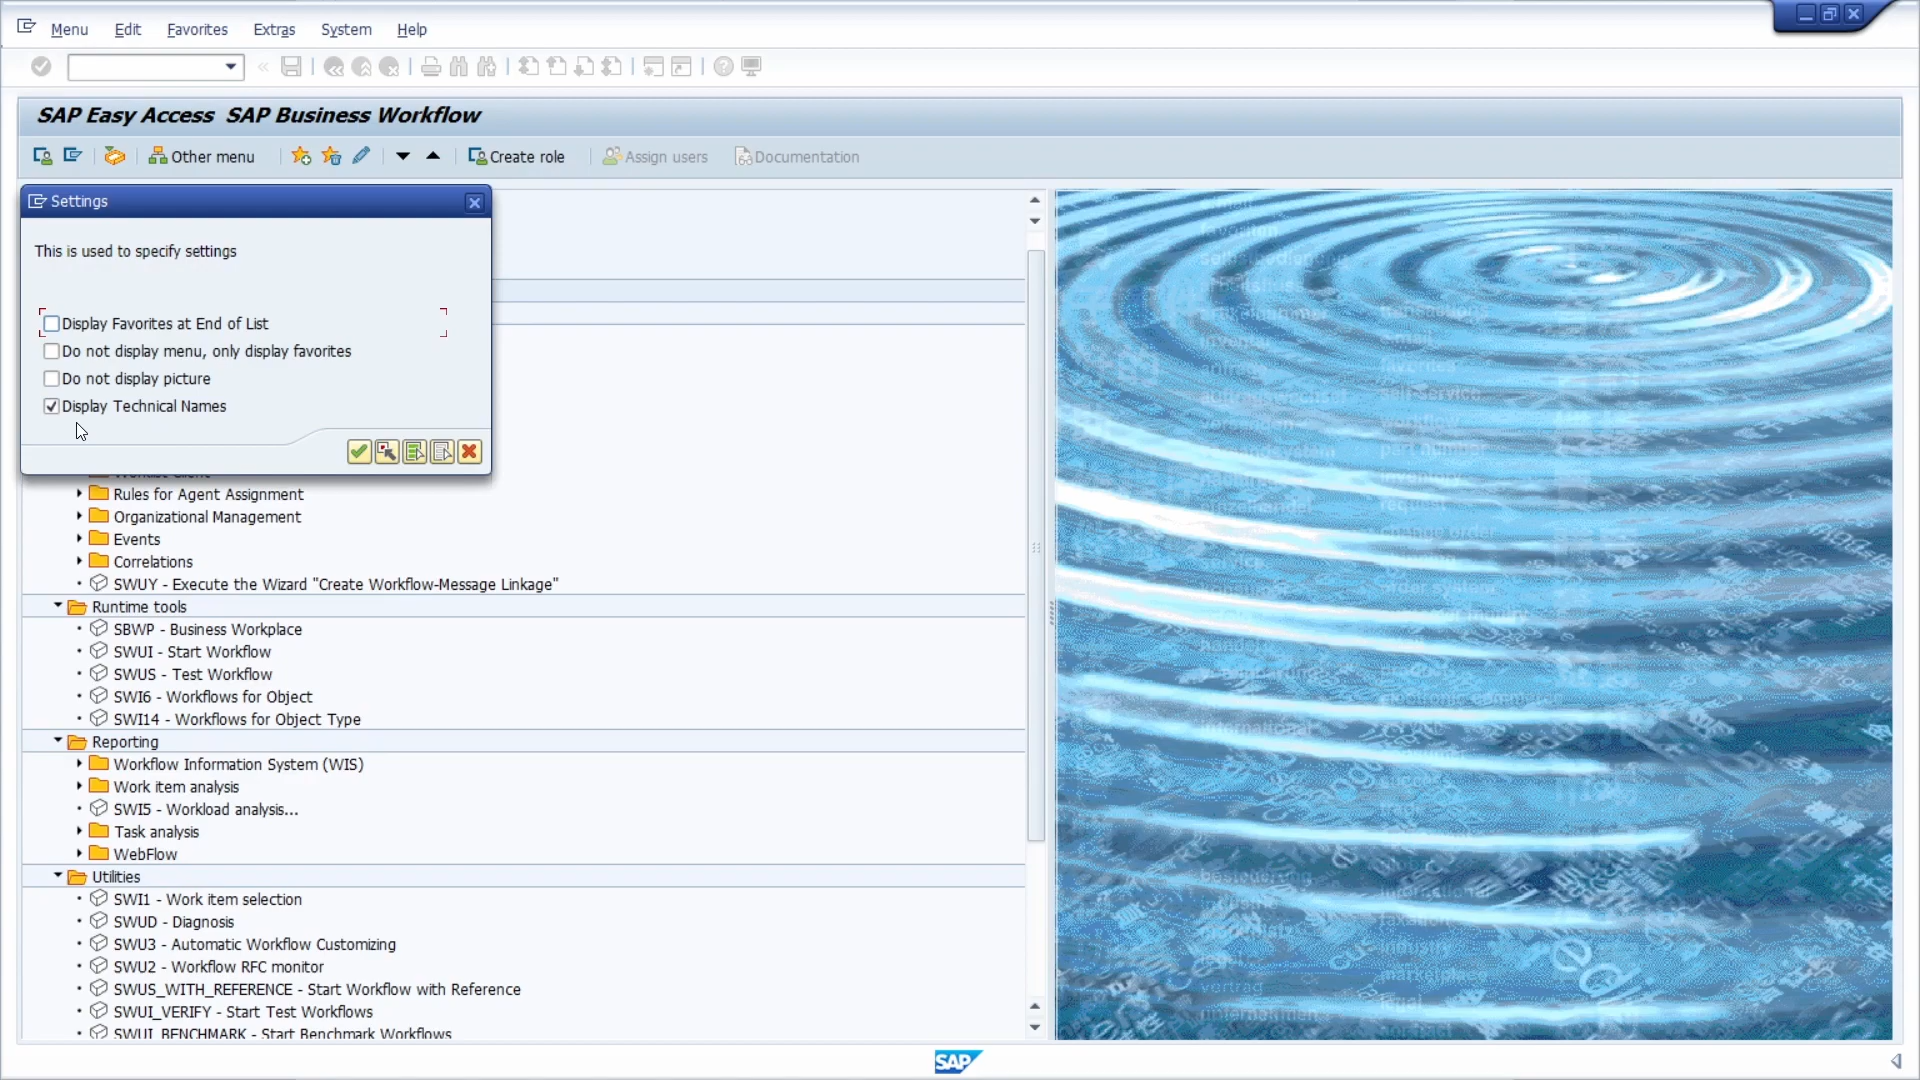 Menu Edit Favorites Extras System Help
SAP Easy Access SAP Business Workflow
Other menu Create role Assign users Documentation
Settings
This is used to specify settings
Display Favorites at End of List
Do not display menu, only display favorites
Do not display picture
Display Technical Names
Rules for Agent Assignment
Organizational Management
Events
Correlations
SWUY - Execute the Wizard "Create Workflow-Message Linkage"
Runtime tools
SBWP - Business Workplace
SWUI - Start Workflow
SWUS - Test Workflow
SWI6 - Workflows for Object
SWI14 - Workflows for Object Type
Reporting
Workflow Information System (WIS)
Work item analysis
SWI5 - Workload analysis...
Task analysis
WebFlow
Utilities
SWI1 - Work item selection
SWUD - Diagnosis
SWU3 - Automatic Workflow Customizing
SWU2 - Workflow RFC monitor
SWUS_WITH_REFERENCE - Start Workflow with Reference
SWUI_VERIFY - Start Test Workflows
SWUI_BENCHMARK - Start Benchmark Workflows
SAP